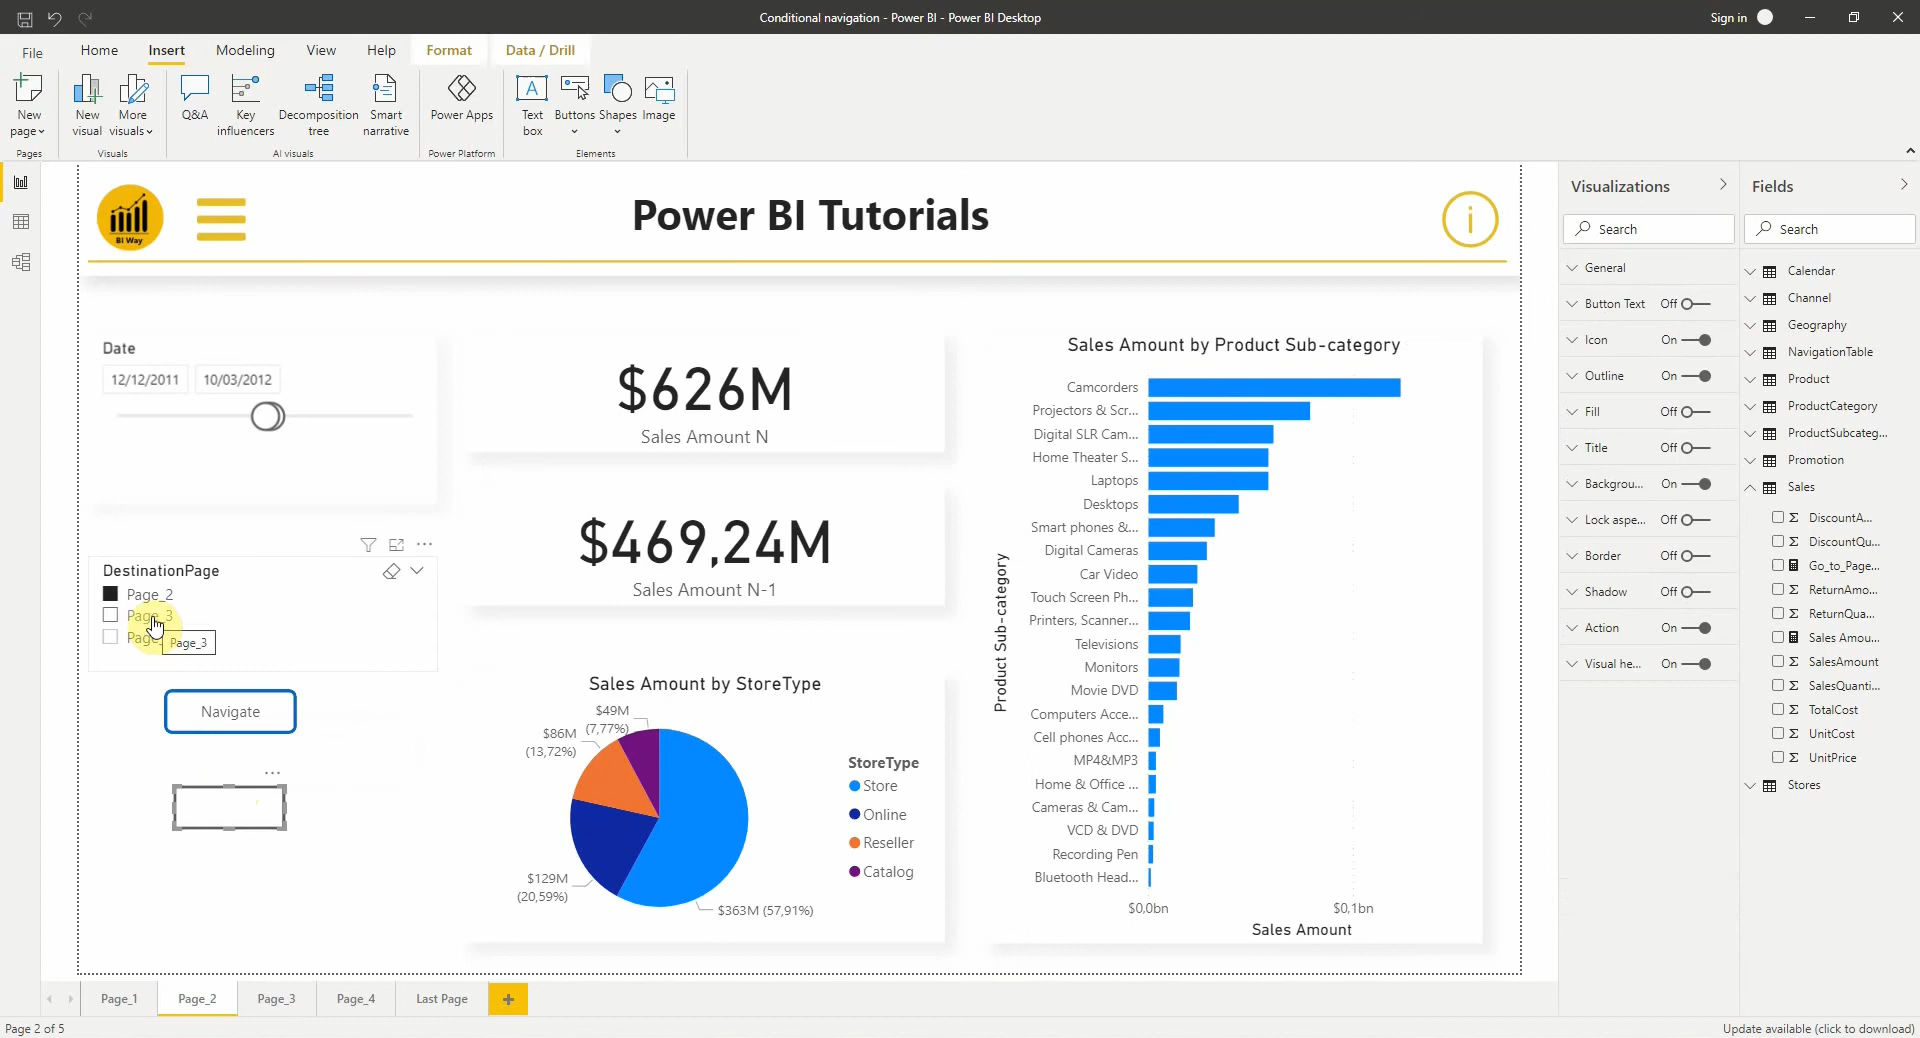 Conditional navigation - Power BI - Power BI Desktop
Sign in
File
Home
Insert
Modeling
View
Help
Format
Data / Drill
New page
New visual
More visuals
Q&A
Key influencers
Decomposition tree
Smart narrative
Power Apps
Text box
Buttons
Shapes
Image
Pages
Visuals
AI visuals
Power Platform
Elements
BI Way
Power BI Tutorials
i
Date
12/12/2011
10/03/2012
$626M
Sales Amount N
$469,24M
Sales Amount N-1
DestinationPage
Page_2
Page_3
Page_3
Navigate
Sales Amount by StoreType
$49M
(7,77%)
$86M
(13,72%)
$129M
(20,59%)
$363M (57,91%)
StoreType
Store
Online
Reseller
Catalog
Sales Amount by Product Sub-category
Product Sub-category
Camcorders
Projectors & Scr...
Digital SLR Cam...
Home Theater S...
Laptops
Desktops
Smart phones &...
Digital Cameras
Car Video
Touch Screen Ph...
Printers, Scanner...
Televisions
Monitors
Movie DVD
Computers Acce...
Cell phones Acc...
MP4&MP3
Home & Office ...
Cameras & Cam...
VCD & DVD
Recording Pen
Bluetooth Head...
$0,0bn
$0,1bn
Sales Amount
Visualizations
Search
General
Button Text Off
Icon On
Outline On
Fill Off
Title Off
Backgrou... On
Lock aspe... Off
Border Off
Shadow Off
Action On
Visual he... On
Fields
Search
Calendar
Channel
Geography
NavigationTable
Product
ProductCategory
ProductSubcateg...
Promotion
Sales
DiscountA...
DiscountQu...
Go_to_Page...
ReturnAmo...
ReturnQua...
Sales Amou...
SalesAmount
SalesQuanti...
TotalCost
UnitCost
UnitPrice
Stores
Page_1
Page_2
Page_3
Page_4
Last Page
Page 2 of 5
Update available (click to download)